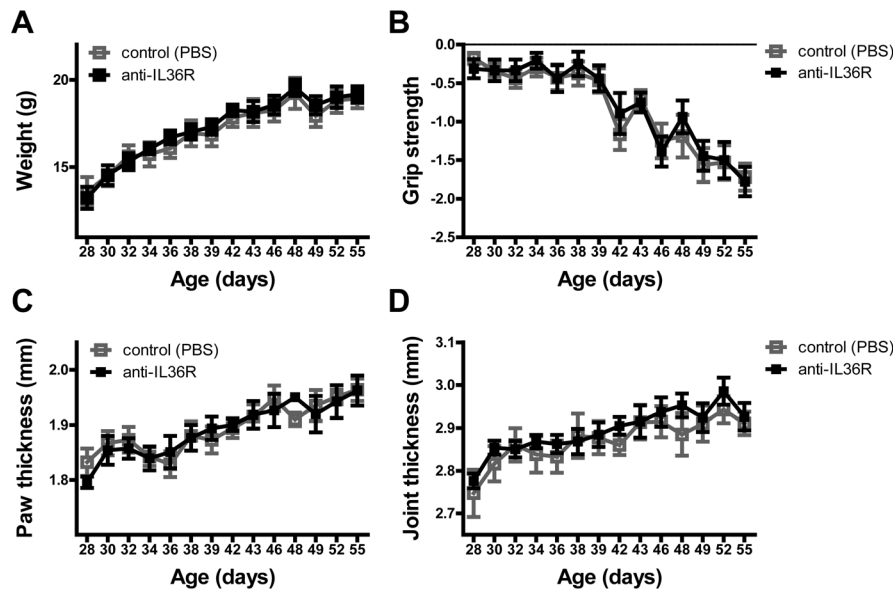 A
control (PBS)
anti-IL36R
Weight (g)
20
15
28 30 32 34 36 38 39 42 43 46 48 49 52 55
Age (days)
B
control (PBS)
anti-IL36R
Grip strength
0.0
-0.5
-1.0
-1.5
-2.0
-2.5
28 30 32 34 36 38 39 42 43 46 48 49 52 55
Age (days)
C
control (PBS)
anti-IL36R
Paw thickness (mm)
2.0
1.9
1.8
28 30 32 34 36 38 39 42 43 46 48 49 52 55
Age (days)
D
control (PBS)
anti-IL36R
Joint thickness (mm)
3.1
3.0
2.9
2.8
2.7
28 30 32 34 36 38 39 42 43 46 48 49 52 55
Age (days)